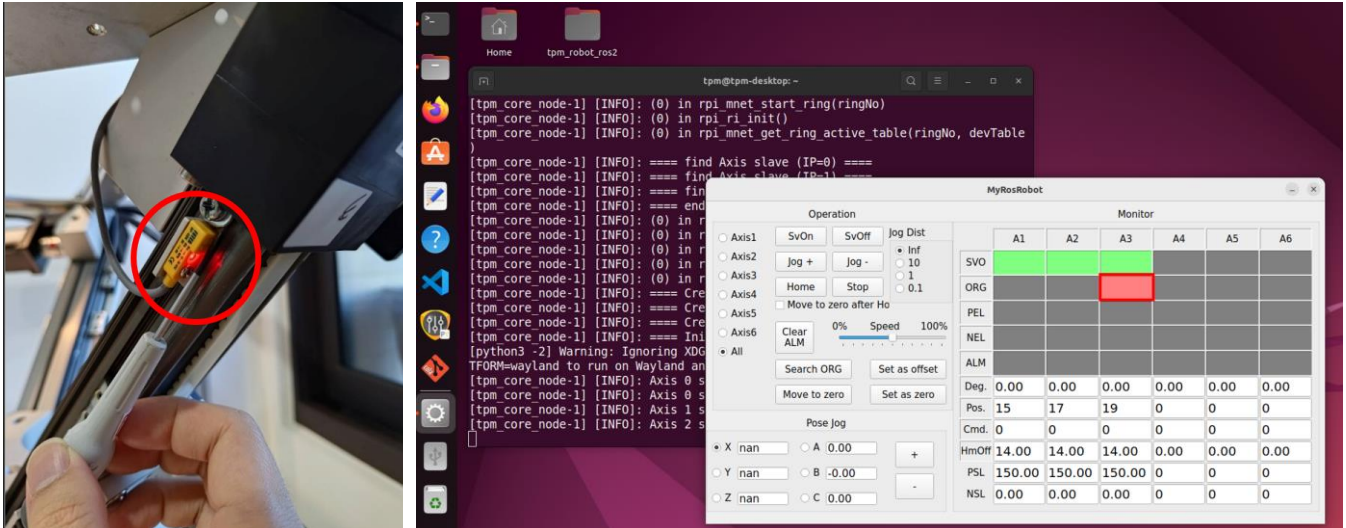 Home
tpm_robot_ros2
tpm@tpm-desktop: ~
[tpm_core_node-1] [INFO]: (0) in rpi_mnet_start_ring(ringNo)
[tpm_core_node-1] [INFO]: (0) in rpi_ri_init()
[tpm_core_node-1] [INFO]: (0) in rpi_mnet_get_ring_active_table(ringNo, devTable
)
[tpm_core_node-1] [INFO]: ==== find Axis slave (IP=0) ====
[tpm_core_node-1] [INFO]: ==== find Axis slave (IP=1) ====
[tpm_core_node-1] [INFO]: ==== fin
[tpm_core_node-1] [INFO]: ==== end
[tpm_core_node-1] [INFO]: (0) in r
[tpm_core_node-1] [INFO]: (0) in r
[tpm_core_node-1] [INFO]: (0) in r
[tpm_core_node-1] [INFO]: (0) in r
[tpm_core_node-1] [INFO]: (0) in r
[tpm_core_node-1] [INFO]: ==== Cre
[tpm_core_node-1] [INFO]: ==== Cre
[tpm_core_node-1] [INFO]: ==== Cre
[tpm_core_node-1] [INFO]: ==== Ini
[python3 -2] Warning: Ignoring XDG
TFORM=wayland to run on Wayland an
[tpm_core_node-1] [INFO]: Axis 0 s
[tpm_core_node-1] [INFO]: Axis 0 s
[tpm_core_node-1] [INFO]: Axis 1 s
[tpm_core_node-1] [INFO]: Axis 2 s
MyRosRobot
Operation
Axis1
Axis2
Axis3
Axis4
Axis5
Axis6
All
SvOn SvOff
Jog + Jog -
Home Stop
Jog Dist
Inf
10
1
0.1
Move to zero after Ho
Clear ALM
0% Speed 100%
Search ORG Set as offset
Move to zero Set as zero
Pose Jog
X nan A 0.00 +
Y nan B -0.00
Z nan C 0.00 -
Monitor
A1 A2 A3 A4 A5 A6
SVO
ORG
PEL
NEL
ALM
Deg. 0.00 0.00 0.00 0.00 0.00 0.00
Pos. 15 17 19 0 0 0
Cmd. 0 0 0 0 0 0
HmOff 14.00 14.00 14.00 0.00 0.00 0.00
PSL 150.00 150.00 150.00 0 0 0
NSL 0.00 0.00 0.00 0 0 0